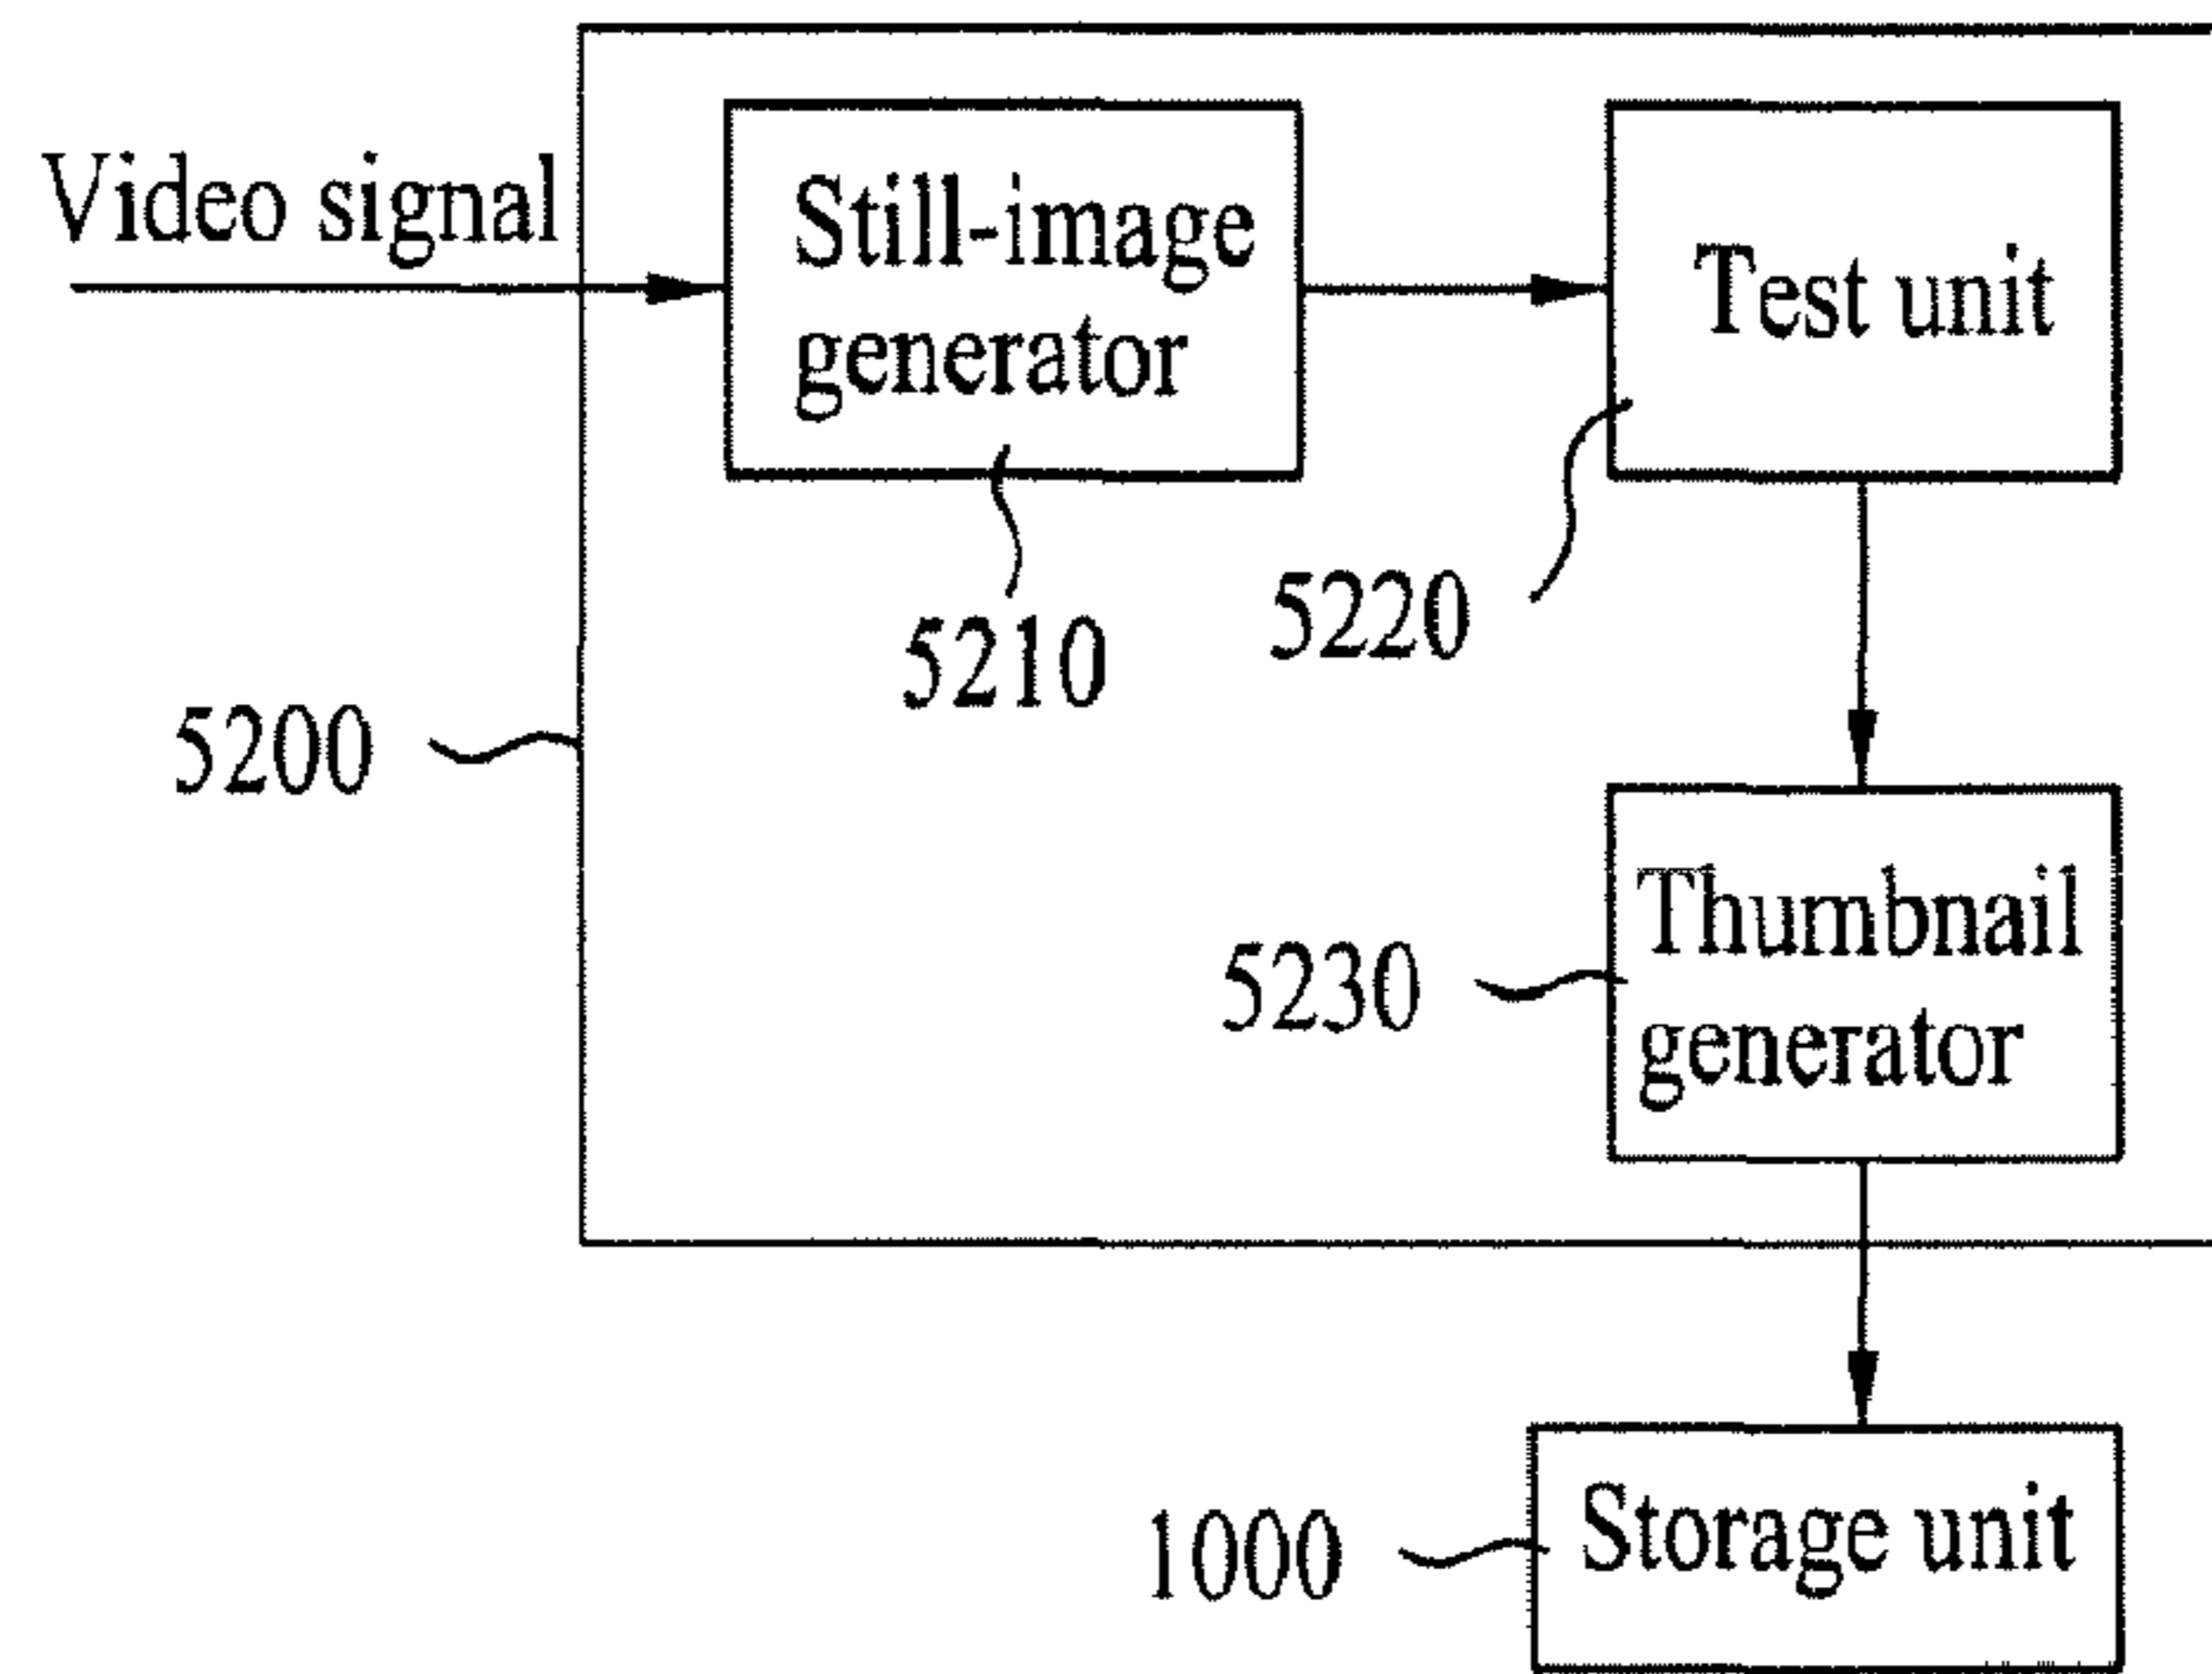 Video signal
Still-image
generator
Test unit
5220
5210
5200
Thumbnail
generator
5230
Storage unit
1000